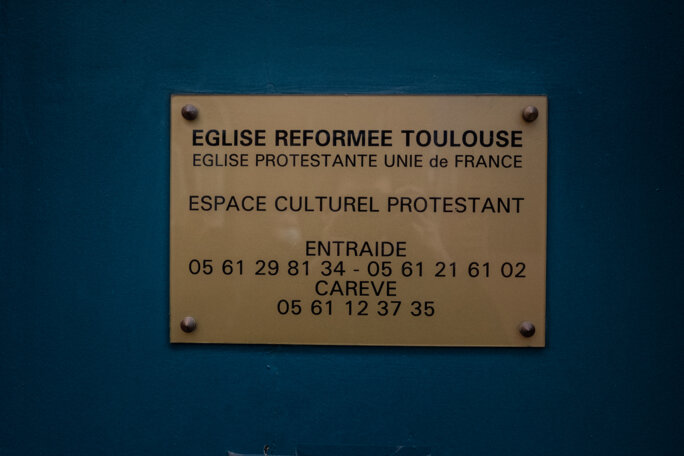 EGLISE REFORMEE TOULOUSE
EGLISE PROTESTANTE UNIE de FRANCE
ESPACE CULTUREL PROTESTANT
ENTRAIDE
05 61 29 81 34 - 05 61 21 61 02
CAREVE
05 61 12 37 35